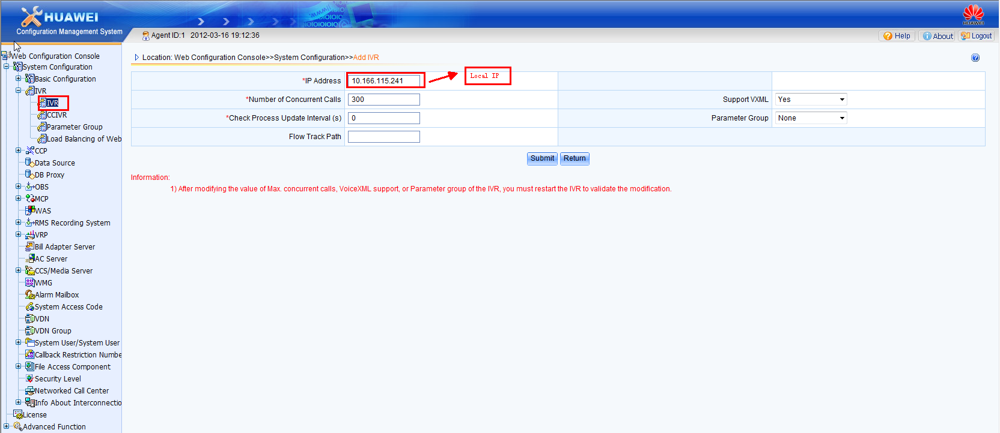 HUAWEI
Configuration Management System
HUAWEI
Agent ID:1 2012-03-16 19:12:36
Help
About
Logout
Web Configuration Console
System Configuration
Basic Configuration
IVR
IVR
CCIVR
Parameter Group
Load Balancing of Web
CCP
Data Source
DB Proxy
OBS
MCP
WAS
RMS Recording System
VRP
Bill Adapter Server
AC Server
CCS/Media Server
WMG
Alarm Mailbox
System Access Code
VDN
VDN Group
System User/System User
Callback Restriction Numbe
File Access Component
Security Level
Networked Call Center
Info About Interconnectio
License
Advanced Function
Location: Web Configuration Console>>System Configuration>>Add IVR
*IP Address 10.166.115.241
Local IP
*Number of Concurrent Calls 300
Support VXML Yes
*Check Process Update Interval (s) 0
Parameter Group None
Flow Track Path
Submit
Return
Information:
1) After modifying the value of Max. concurrent calls, VoiceXML support, or Parameter group of the IVR, you must restart the IVR to validate the modification.